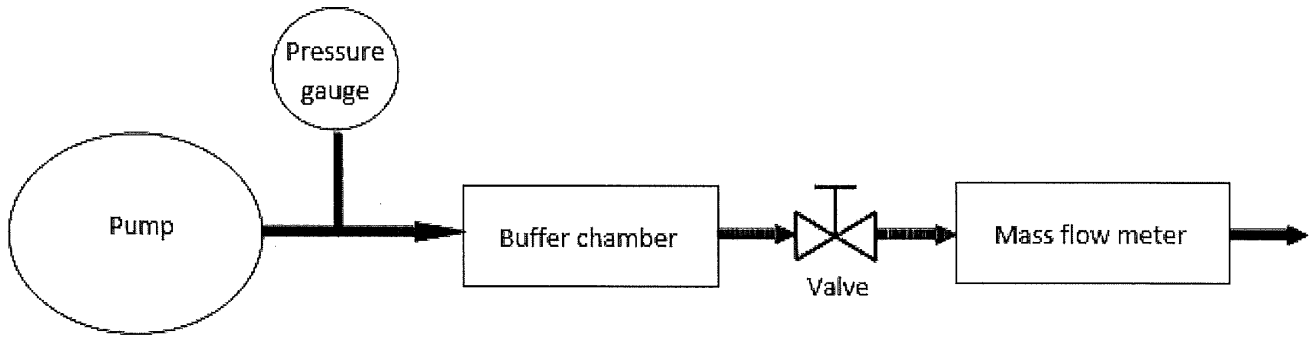 Pressure
gauge
Pump
Buffer chamber
Valve
Mass flow meter